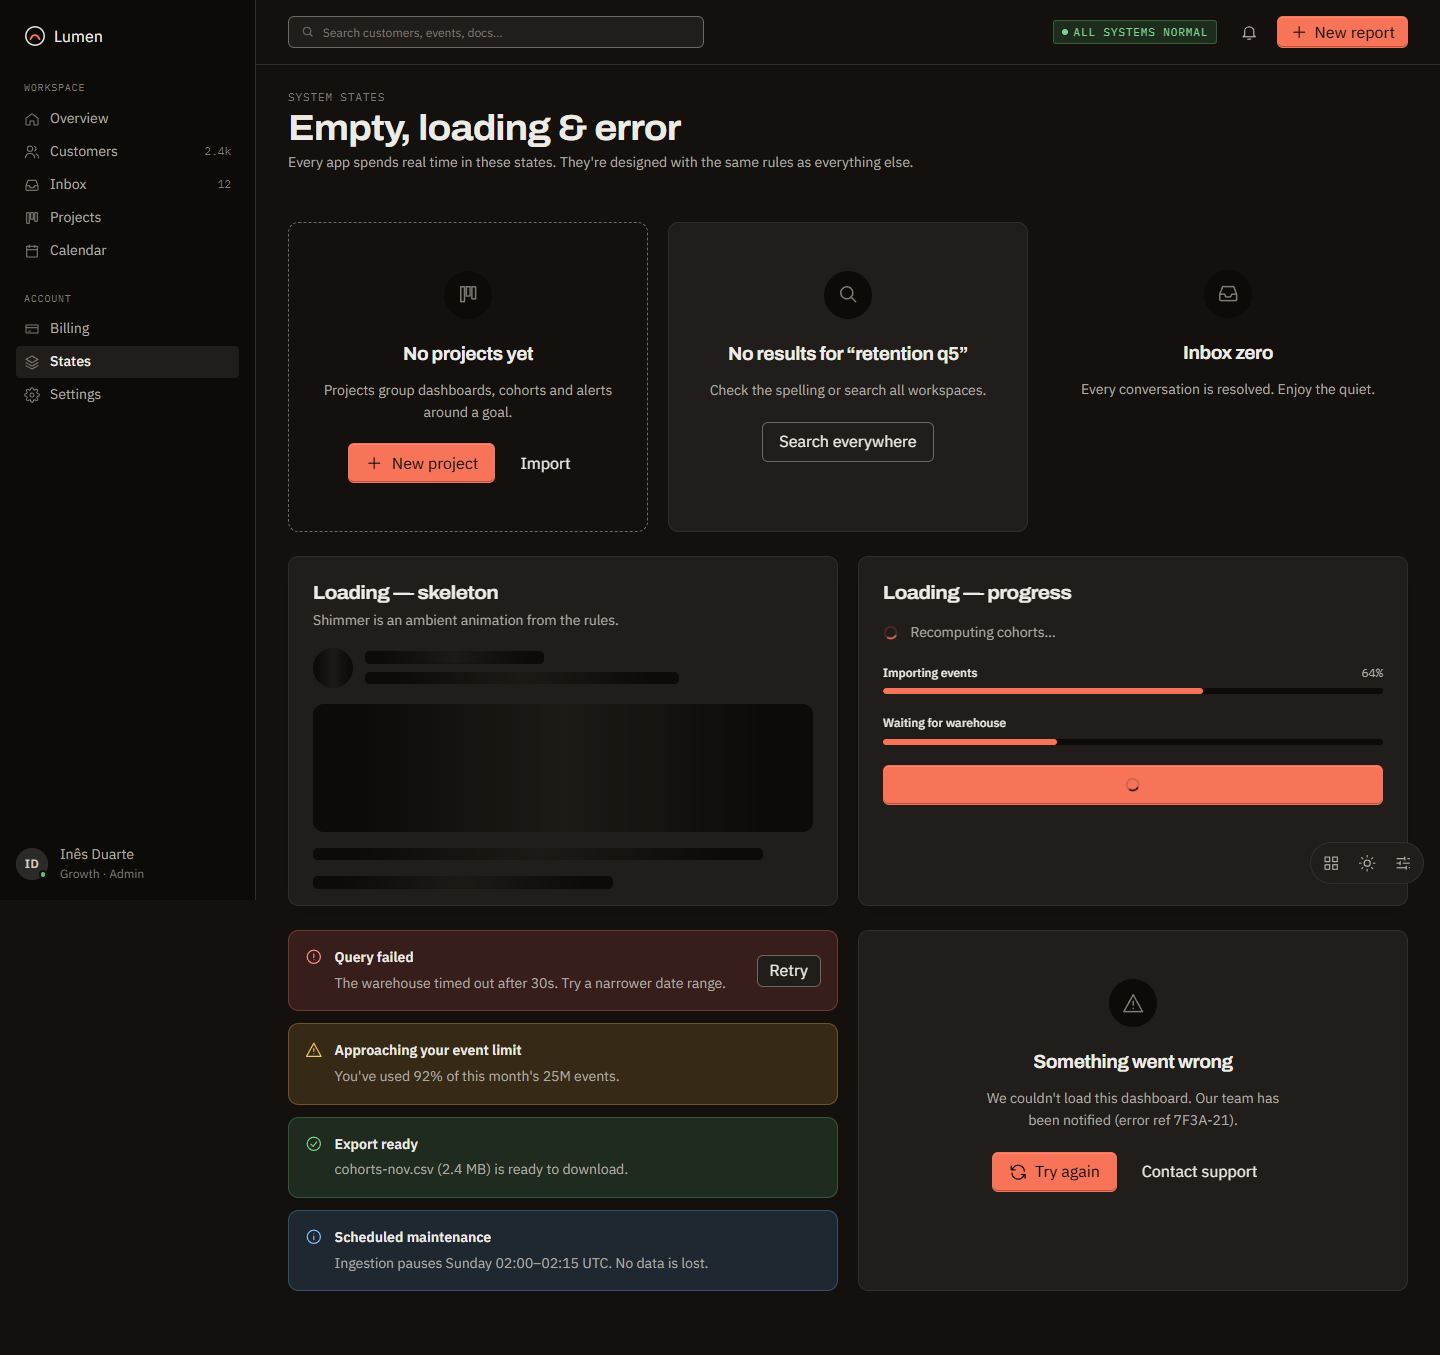 Lumen
Search customers, events, docs...
ALL SYSTEMS NORMAL
New report
WORKSPACE
Overview
Customers 2.4k
Inbox 12
Projects
Calendar
ACCOUNT
Billing
States
Settings
ID
Inês Duarte
Growth · Admin
SYSTEM STATES
Empty, loading & error
Every app spends real time in these states. They're designed with the same rules as everything else.
No projects yet
Projects group dashboards, cohorts and alerts
around a goal.
New project
Import
No results for “retention q5”
Check the spelling or search all workspaces.
Search everywhere
Inbox zero
Every conversation is resolved. Enjoy the quiet.
Loading — skeleton
Shimmer is an ambient animation from the rules.
Loading — progress
Recomputing cohorts...
Importing events 64%
Waiting for warehouse
Query failed
The warehouse timed out after 30s. Try a narrower date range.
Retry
Approaching your event limit
You've used 92% of this month's 25M events.
Export ready
cohorts-nov.csv (2.4 MB) is ready to download.
Scheduled maintenance
Ingestion pauses Sunday 02:00–02:15 UTC. No data is lost.
Something went wrong
We couldn't load this dashboard. Our team has
been notified (error ref 7F3A-21).
Try again
Contact support